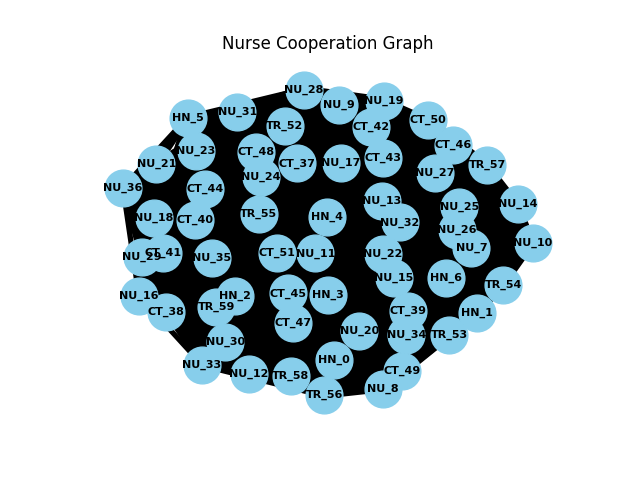 Nurse Cooperation Graph
NU_28
NU_19
NU_9
NU_31
HN_5
CT_50
TR_52
CT_42
CT_46
NU_23
CT_48
CT_43
NU_21
CT_37
NU_17
TR_57
NU_27
NU_24
NU_36
CT_44
NU_13
NU_14
NU_25
TR_55
HN_4
NU_18
CT_40
NU_32
NU_26
NU_10
NU_7
CT_41
CT_51
NU_11
NU_22
NU_29
NU_35
NU_15
HN_6
TR_54
CT_45
HN_3
NU_16
HN_2
TR_59
CT_39
CT_38
HN_1
CT_47
NU_20
NU_34
TR_53
NU_30
HN_0
NU_33
CT_49
NU_12
TR_58
NU_8
TR_56